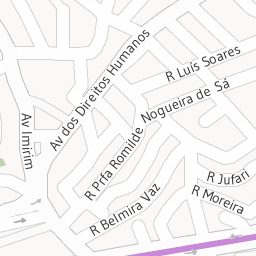 Av dos Direitos Humanos
R Luís Soares
Nogueira de Sá
Av Imirim
R Prfa Romilde
R Jufari
R Moreira
R Belmira Vaz